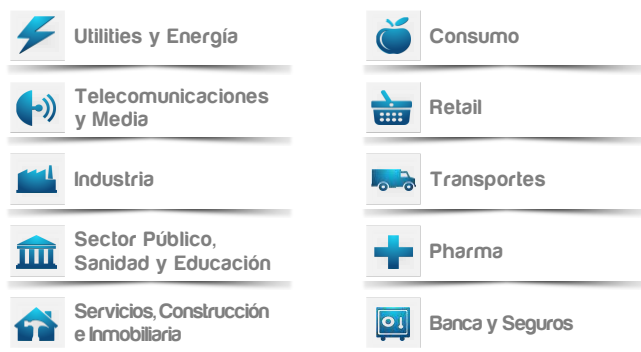 Utilities y Energía
Telecomunicaciones
y Media
Industria
Sector Público,
Sanidad y Educación
Servicios, Construcción
e Inmobiliaria
Consumo
Retail
Transportes
Pharma
Banca y Seguros